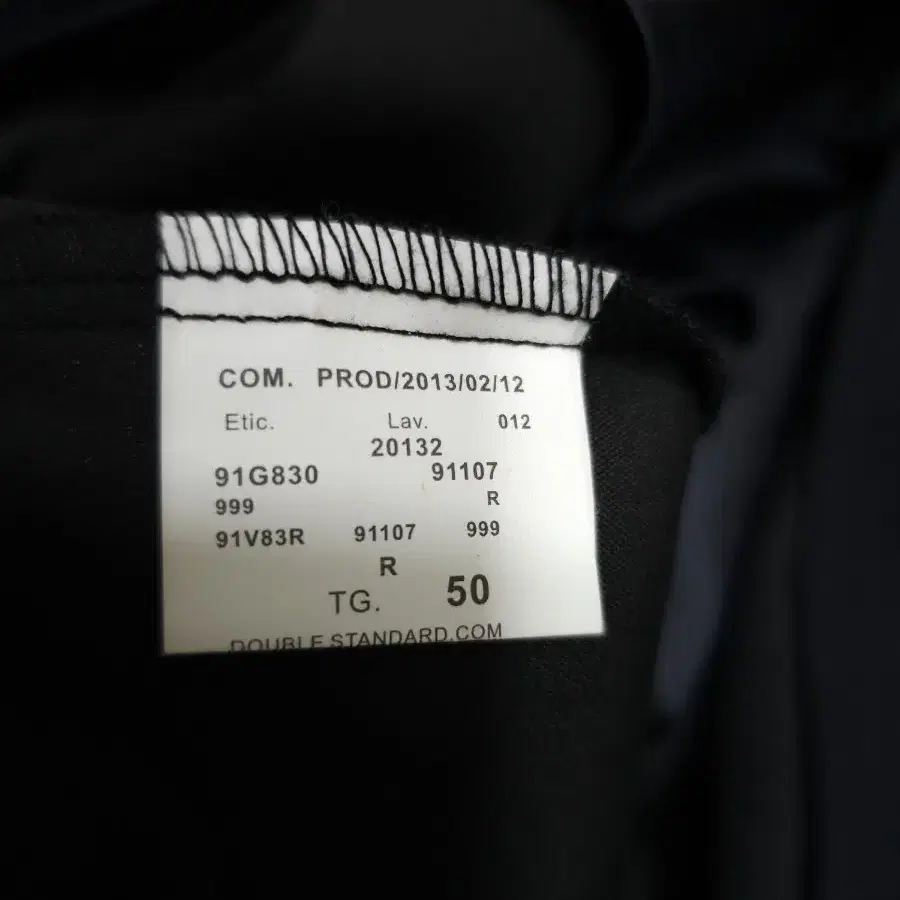 COM. PROD/2013/02/12
Etic. Lav. 012
20132
91G830 91107
999 R
91V83R 91107 999
R
TG. 50
DOUBLE STANDARD.COM